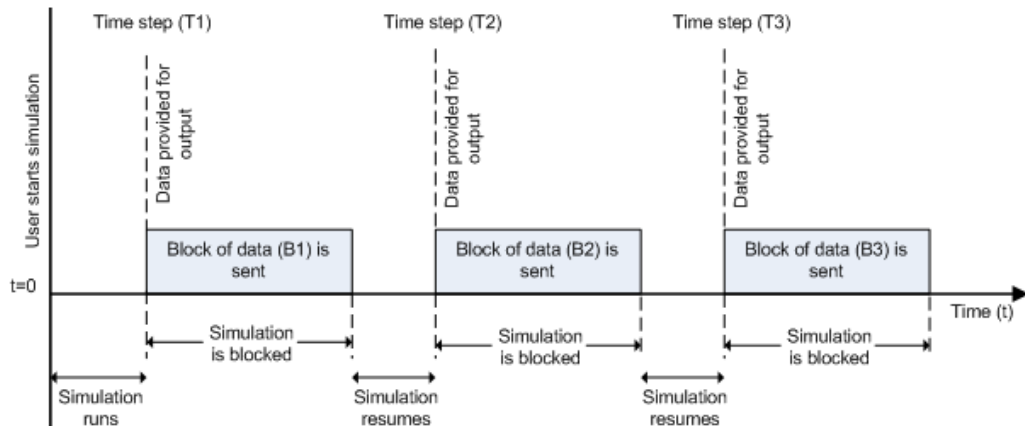 Time step (T1)
Time step (T2)
Time step (T3)
User starts simulation
Data provided for
output
Data provided for
output
Data provided for
output
Block of data (B1) is
sent
Block of data (B2) is
sent
Block of data (B3) is
sent
t=0
Time (t)
Simulation
is blocked
Simulation
is blocked
Simulation
is blocked
Simulation
runs
Simulation
resumes
Simulation
resumes